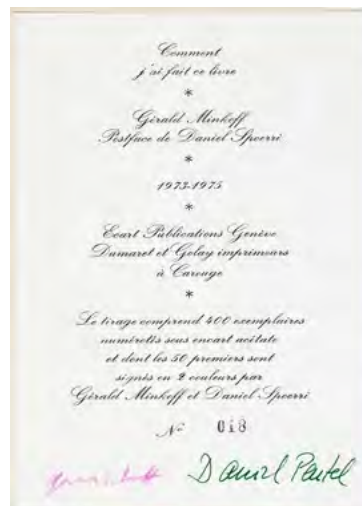 Comment
j'ai fait ce livre
*
Gérald Minkoff
Postface de Daniel Spoerri
*
1973-1975
*
Ecart Publications Genève
Dumaret et Golay imprimeurs
à Carouge
*
Le tirage comprend 400 exemplaires
numérotés sous encart acétate
et dont les 50 premiers sont
signés en 2 couleurs par
Gérald Minkoff et Daniel Spoerri
N° 018
Daniel